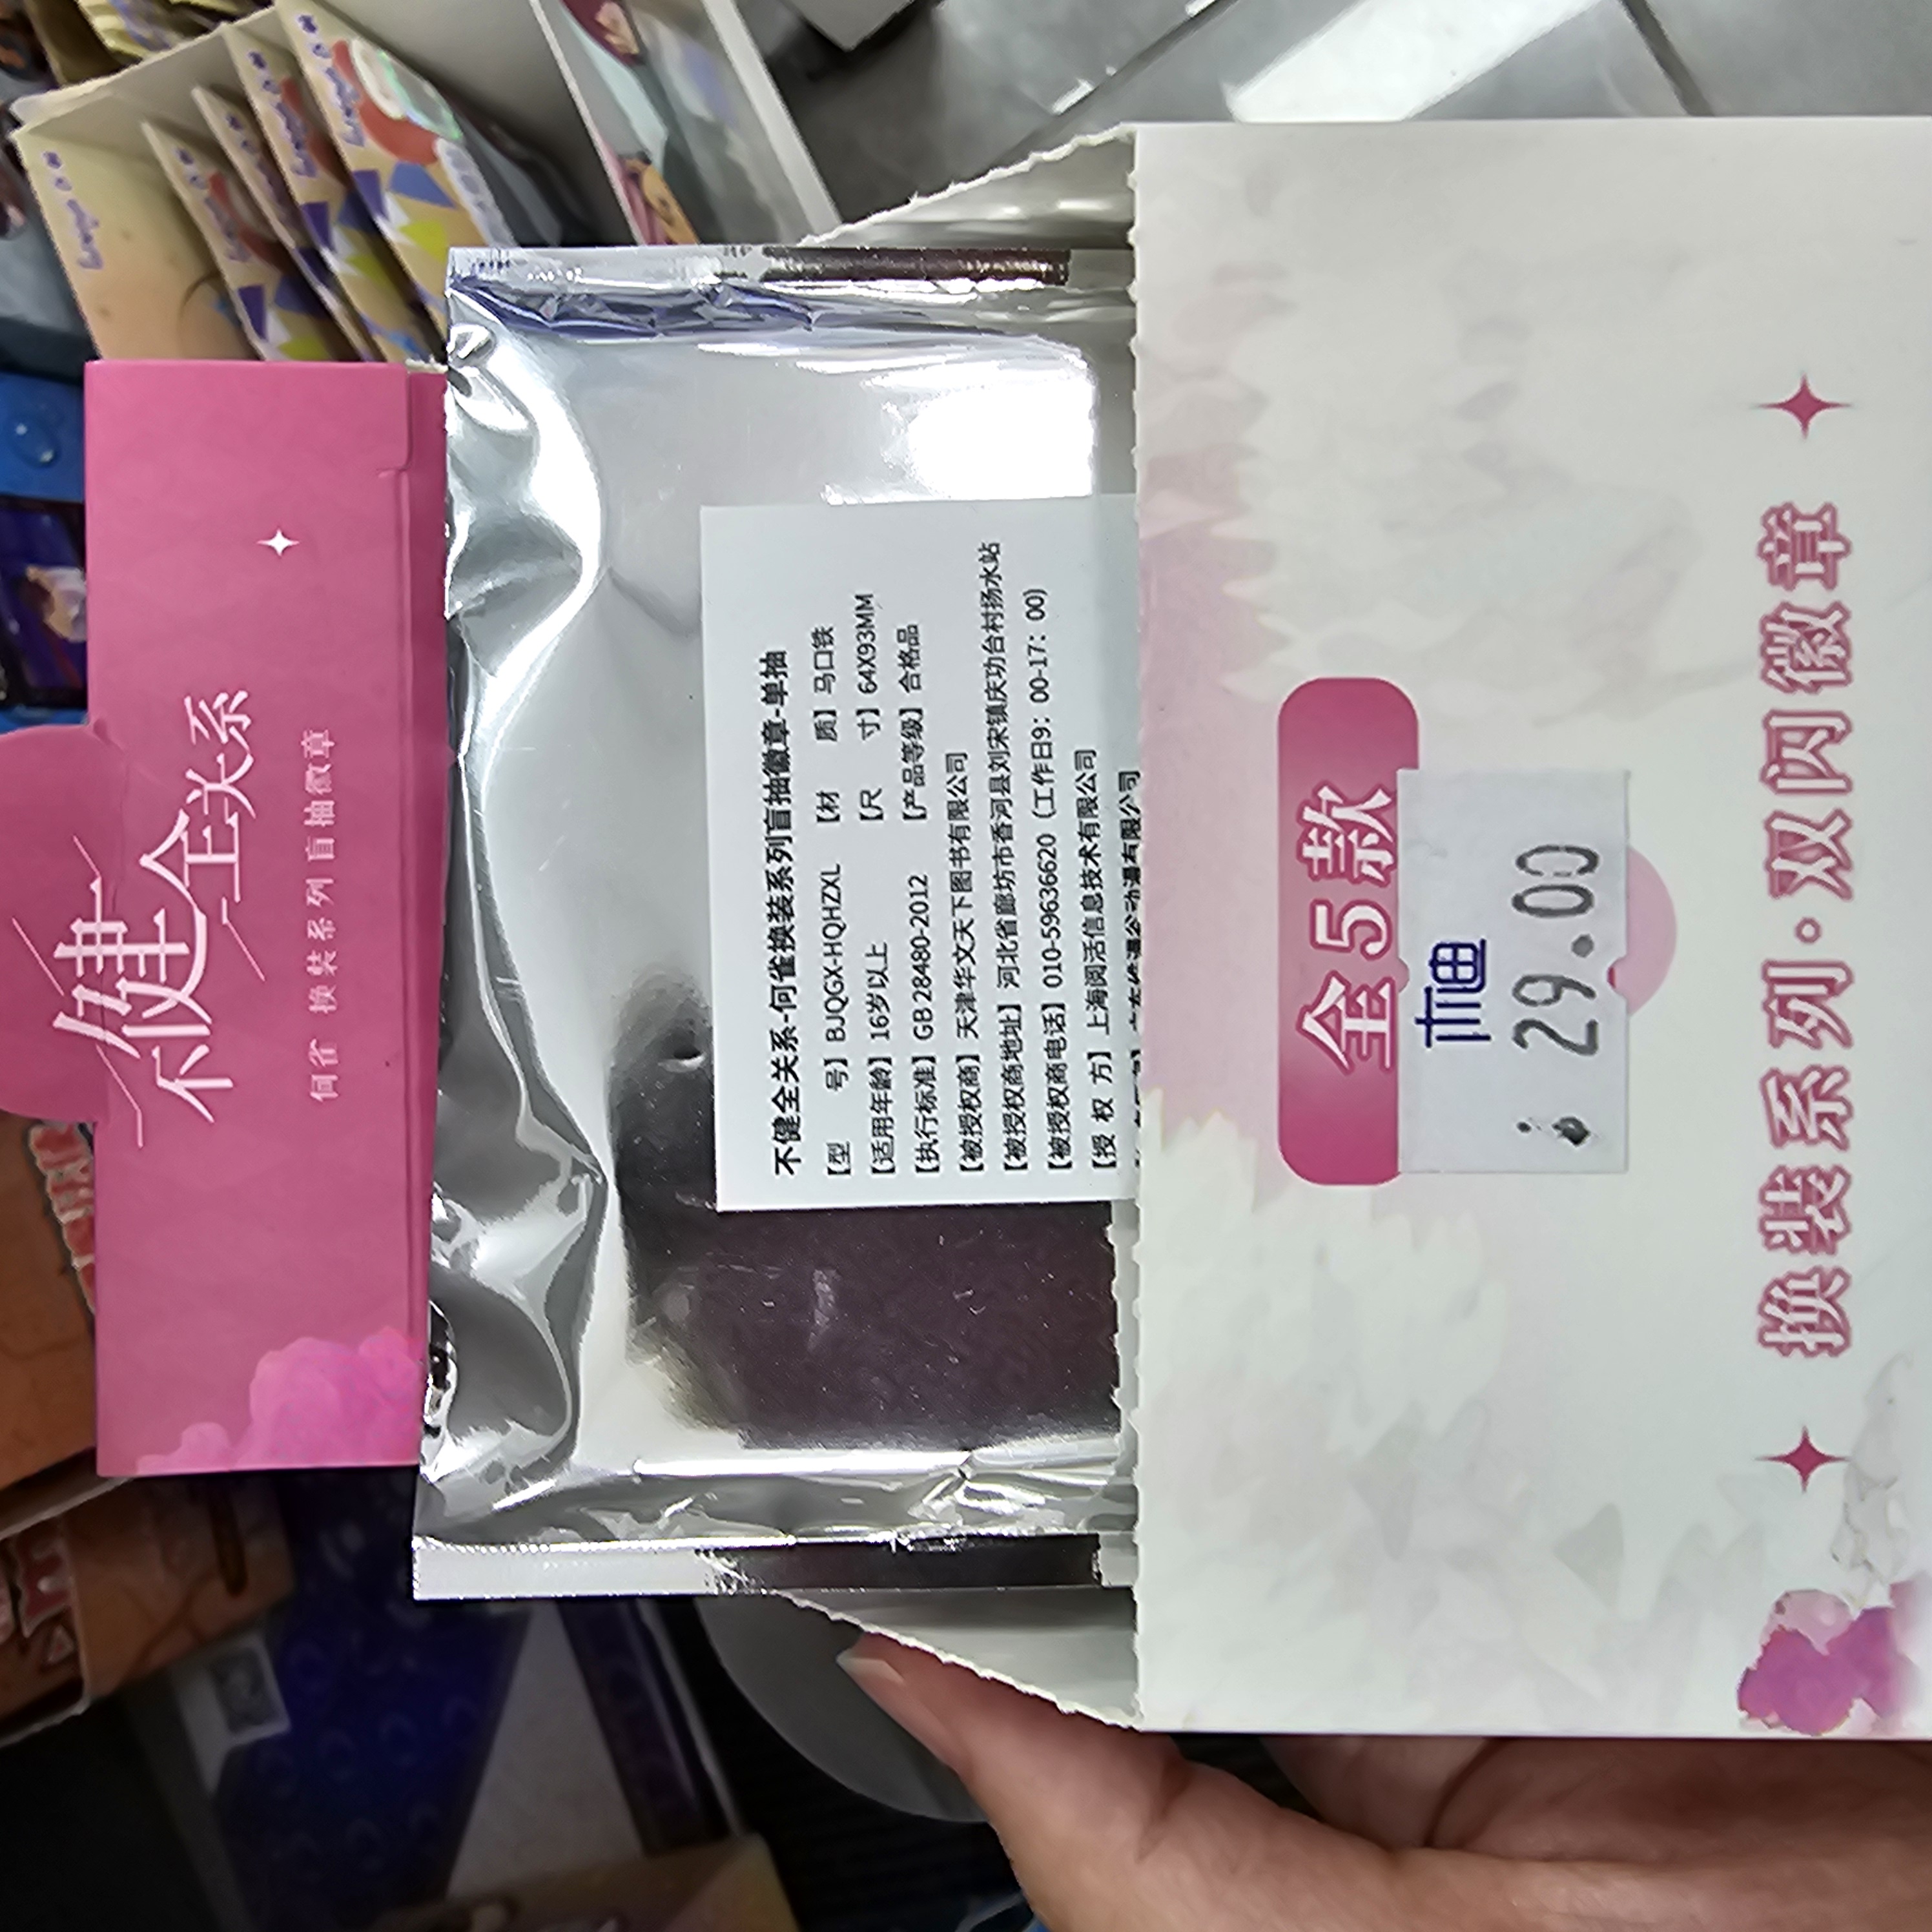 不健全关系
何雀 换装系列盲抽徽章
不健全关系-何雀换装系列盲抽徽章-单抽
【型 号】BJQGX-HQHZXL 【材 质】马口铁
【适用年龄】16岁以上 【尺 寸】64X93MM
【执行标准】GB 28480-2012 【产品等级】合格品
【被授权商】天津华文天下图书有限公司
【被授权商地址】河北省廊坊市香河县刘宋镇庆功台村扬水站
【被授权商电话】010-59636620（工作日9：00-17：00)
【授 权 方】上海阅活信息技术有限公司
全5款
29.00
换装系列·双闪徽章